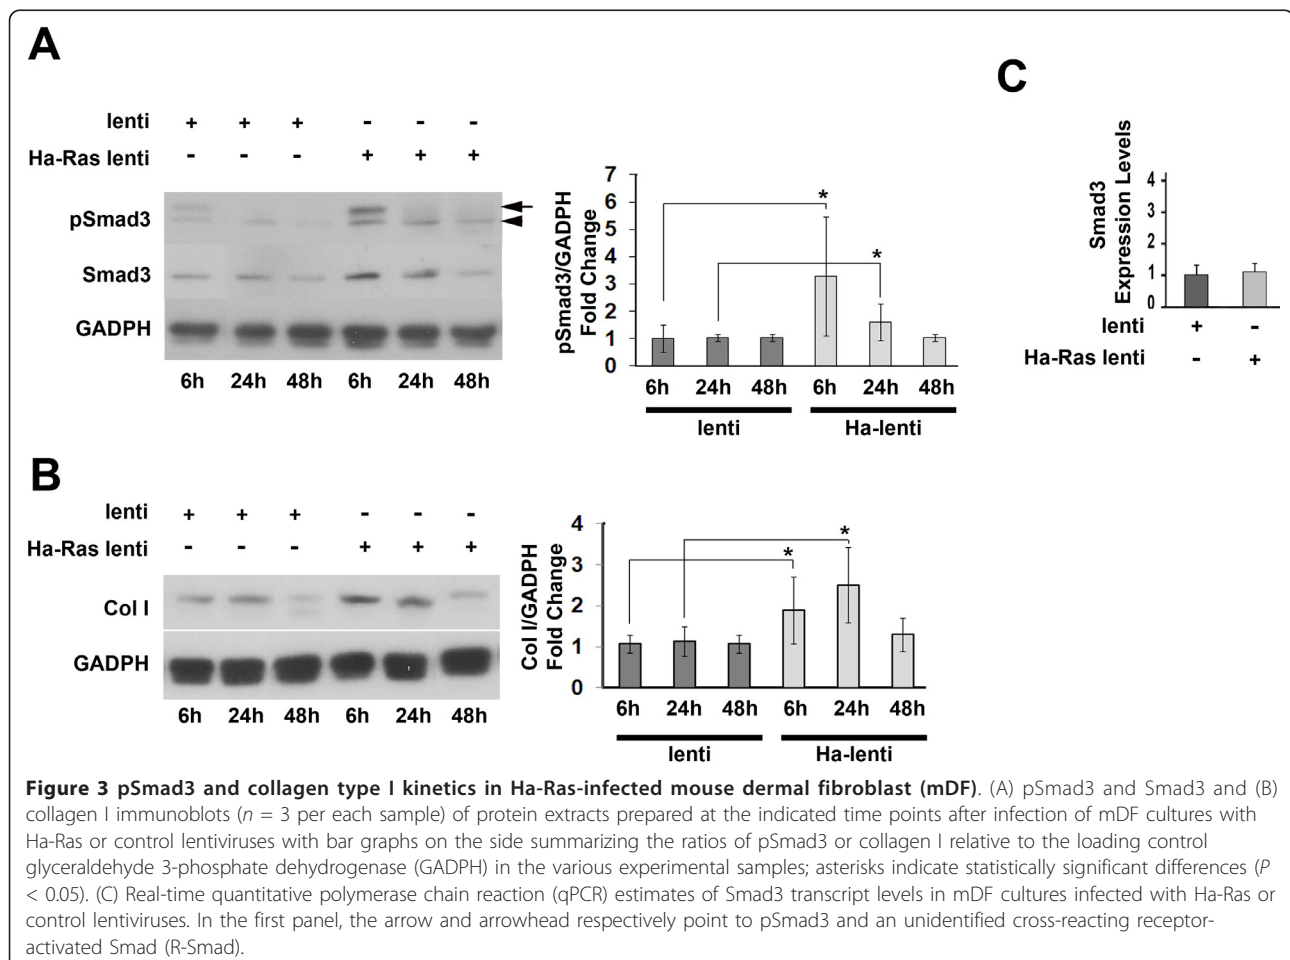 A
lenti + + + - - -
Ha-Ras lenti - - - + + +
pSmad3
Smad3
GADPH
6h 24h 48h 6h 24h 48h
pSmad3/GADPH
Fold Change
7
6
5
4
3
2
1
0
* *
6h 24h 48h 6h 24h 48h
lenti Ha-lenti
C
Smad3
Expression Levels
4
3
2
1
0
lenti + -
Ha-Ras lenti - +
B
lenti + + + - - -
Ha-Ras lenti - - - + + +
Col I
GADPH
6h 24h 48h 6h 24h 48h
Col I/GADPH
Fold Change
4
3
2
1
0
* *
6h 24h 48h 6h 24h 48h
lenti Ha-lenti
Figure 3 pSmad3 and collagen type I kinetics in Ha-Ras-infected mouse dermal fibroblast (mDF). (A) pSmad3 and Smad3 and (B)
collagen I immunoblots (n = 3 per each sample) of protein extracts prepared at the indicated time points after infection of mDF cultures with
Ha-Ras or control lentiviruses with bar graphs on the side summarizing the ratios of pSmad3 or collagen I relative to the loading control
glyceraldehyde 3-phosphate dehydrogenase (GADPH) in the various experimental samples; asterisks indicate statistically significant differences (P
< 0.05). (C) Real-time quantitative polymerase chain reaction (qPCR) estimates of Smad3 transcript levels in mDF cultures infected with Ha-Ras or
control lentiviruses. In the first panel, the arrow and arrowhead respectively point to pSmad3 and an unidentified cross-reacting receptor-
activated Smad (R-Smad).